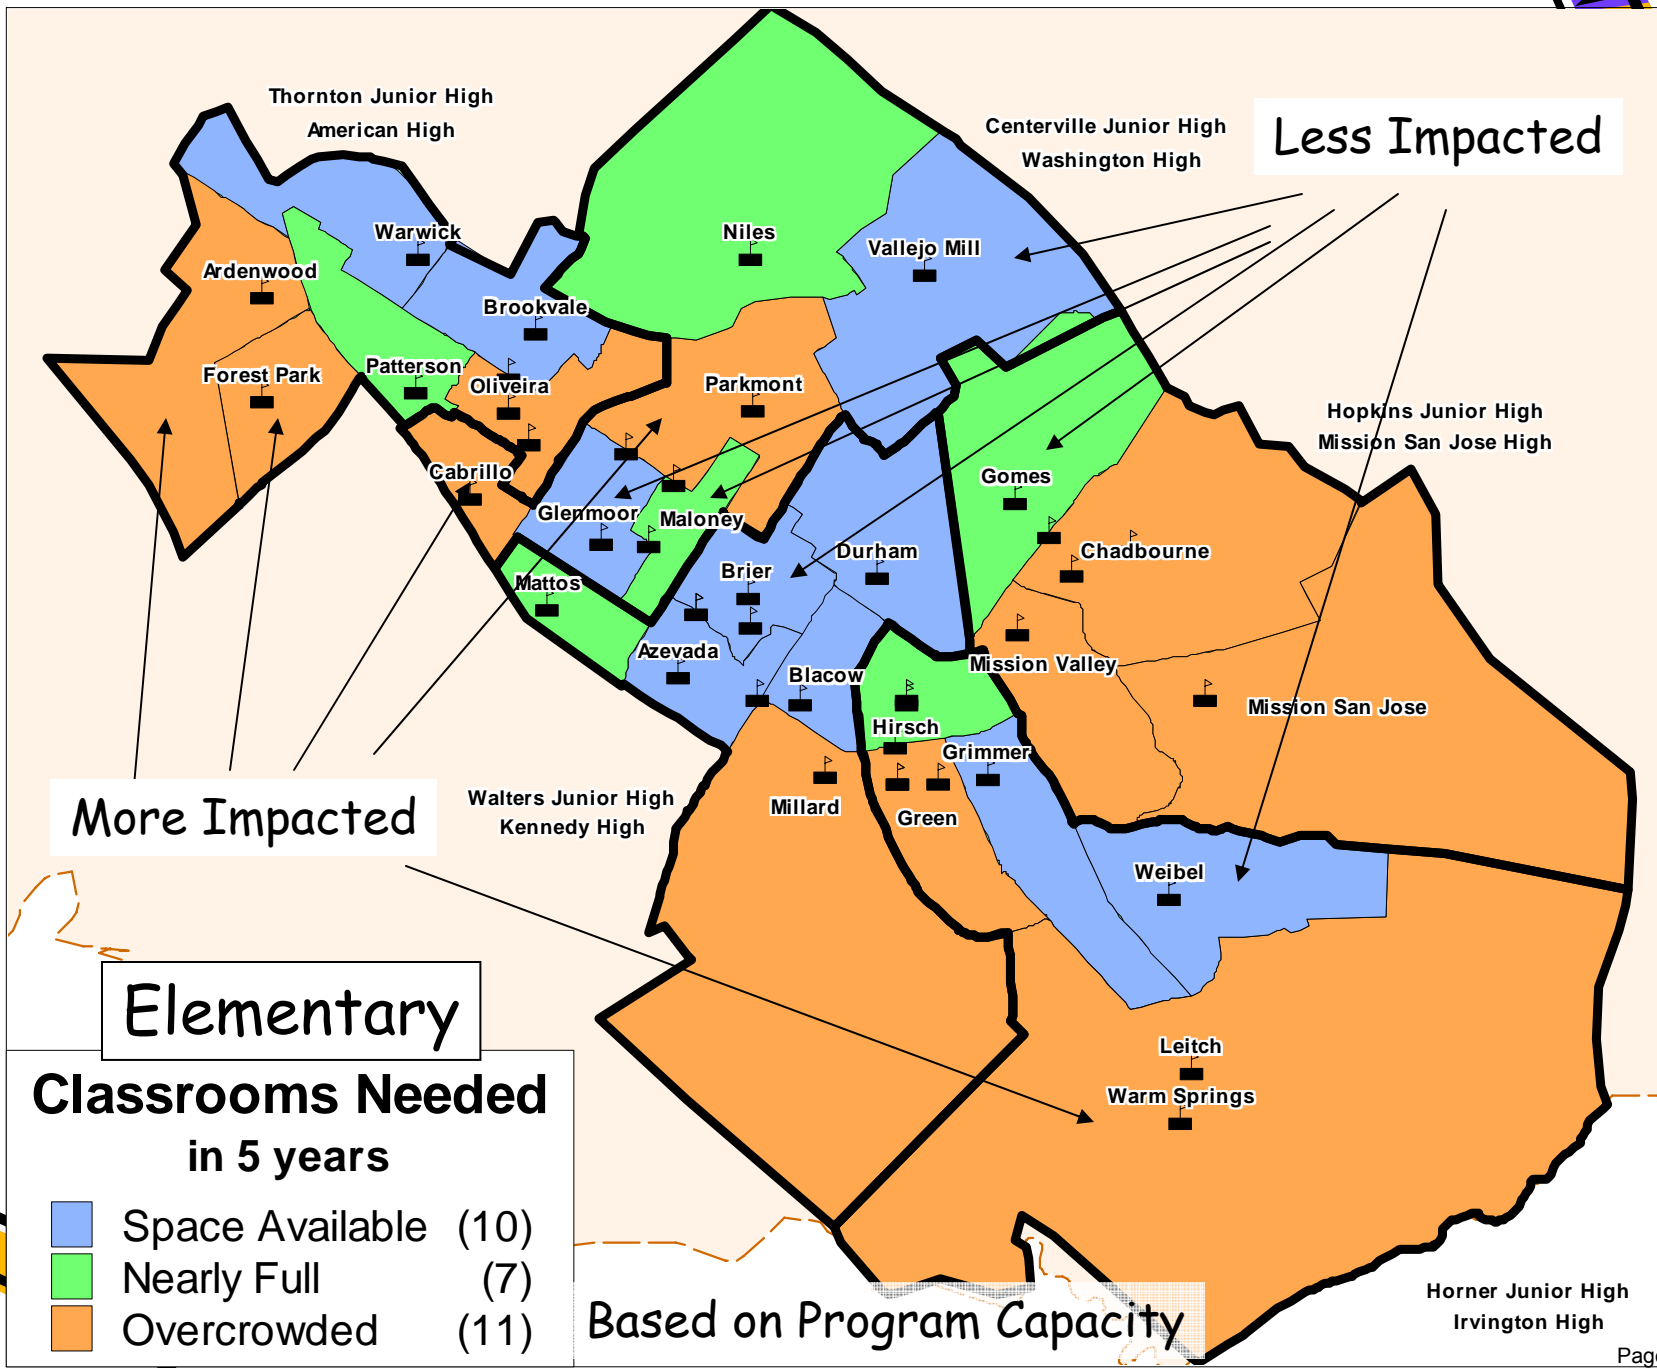 Thornton Junior High
American High
Centerville Junior High
Washington High
Less Impacted
Warwick
Niles
Vallejo Mill
Ardenwood
Brookvale
Patterson
Forest Park
Oliveira
Parkmont
Hopkins Junior High
Mission San Jose High
Cabrillo
Gomes
Glenmoor
Maloney
Durham
Chadbourne
Mattos
Brier
Azevada
Mission Valley
Blacow
Mission San Jose
Hirsch
Grimmer
Walters Junior High
Kennedy High
Millard
Green
More Impacted
Weibel
Elementary
Leitch
Warm Springs
Classrooms Needed
in 5 years
Space Available (10)
Nearly Full (7)
Overcrowded (11)
Based on Program Capacity
Horner Junior High
Irvington High
Page